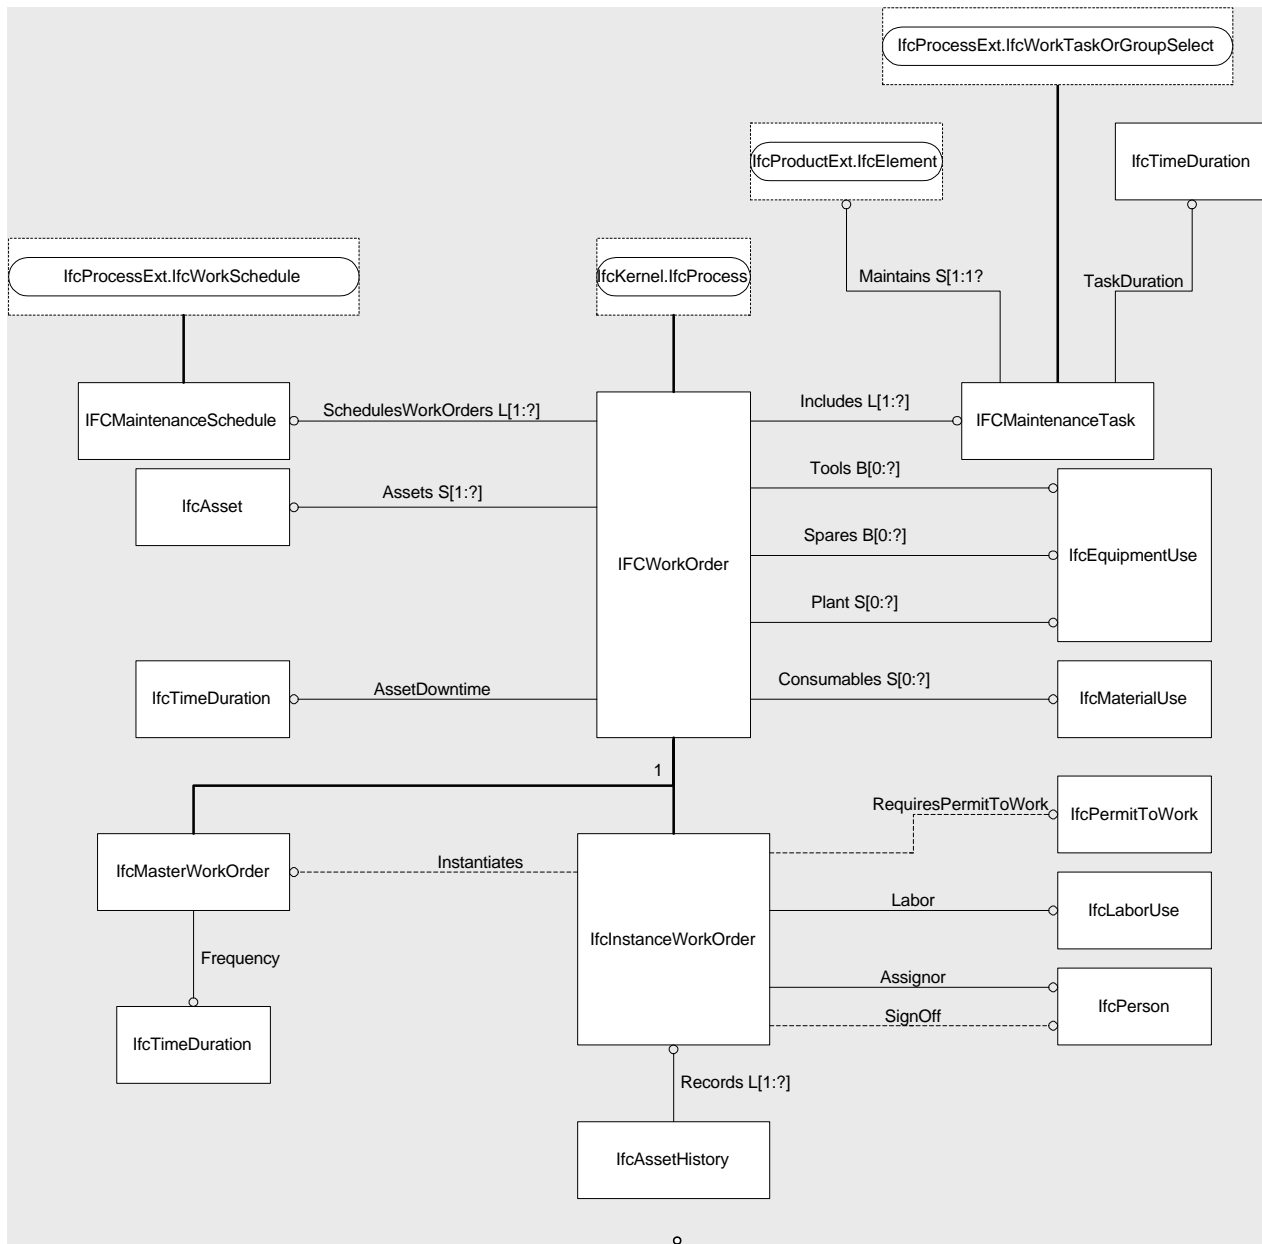 IfcProcessExt.IfcWorkTaskOrGroupSelect
IfcProductExt.IfcElement
IfcTimeDuration
IfcProcessExt.IfcWorkSchedule
IfcKernel.IfcProcess
Maintains S[1:1?
TaskDuration
IFCMaintenanceSchedule
SchedulesWorkOrders L[1:?]
Includes L[1:?]
IFCMaintenanceTask
Tools B[0:?]
IfcAsset
Assets S[1:?]
Spares B[0:?]
IfcEquipmentUse
IFCWorkOrder
Plant S[0:?]
IfcTimeDuration
AssetDowntime
Consumables S[0:?]
IfcMaterialUse
1
RequiresPermitToWork
IfcPermitToWork
IfcMasterWorkOrder
Instantiates
Labor
IfcLaborUse
IfcInstanceWorkOrder
Frequency
Assignor
SignOff
IfcPerson
IfcTimeDuration
Records L[1:?]
IfcAssetHistory